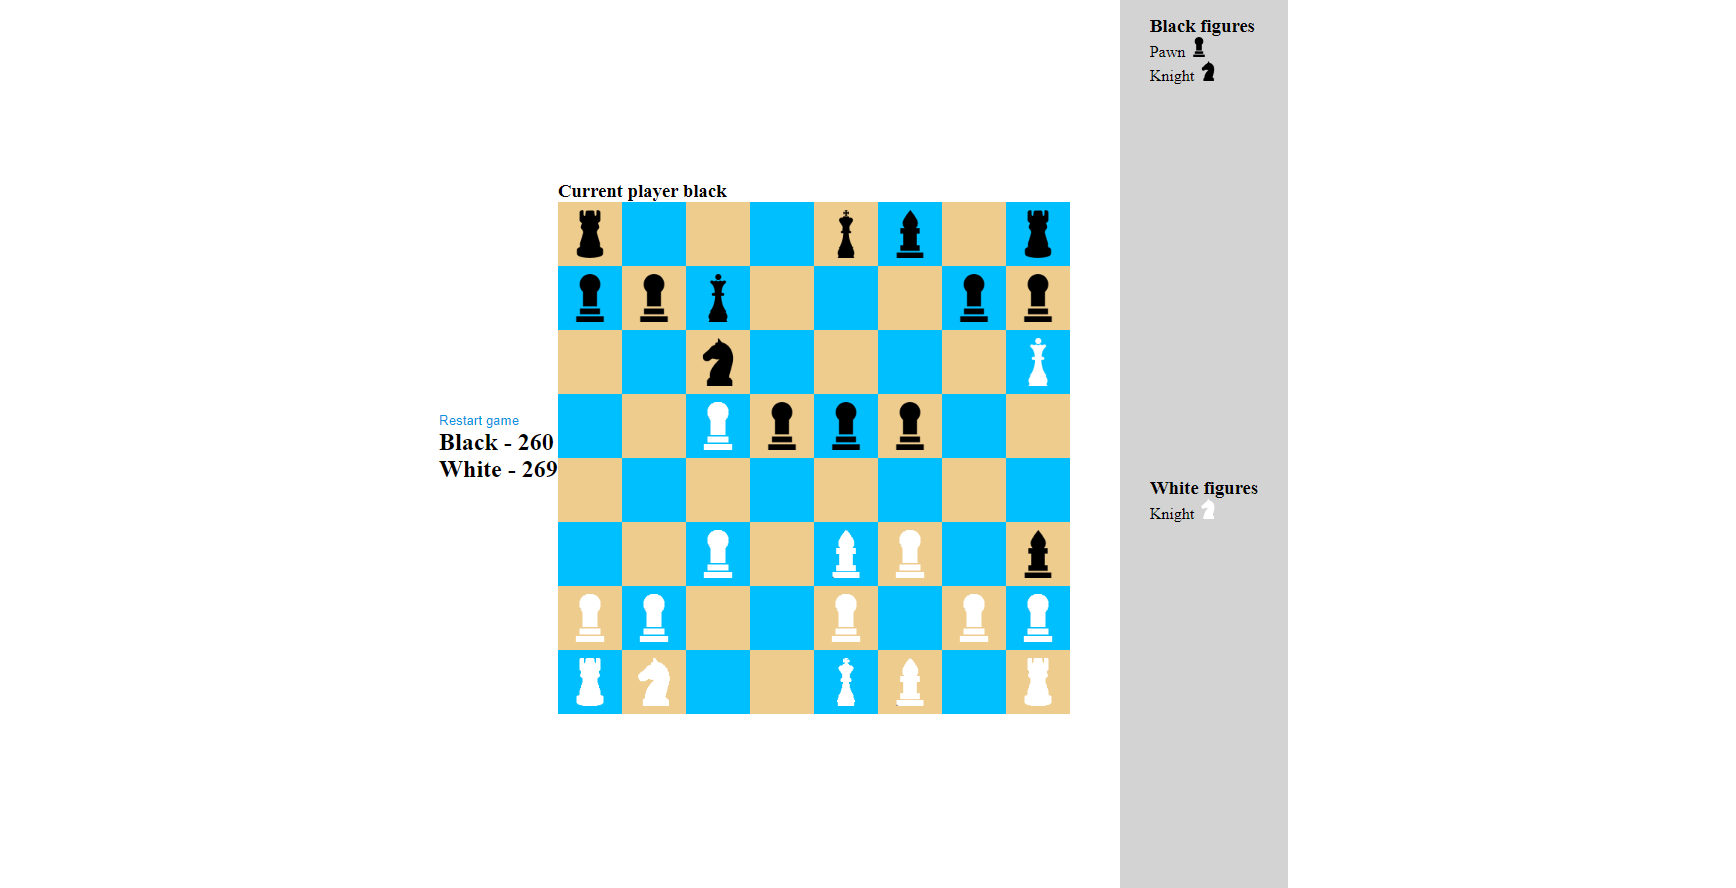 Current player black
Restart game
Black - 260
White - 269
Black figures
Pawn
Knight
White figures
Knight